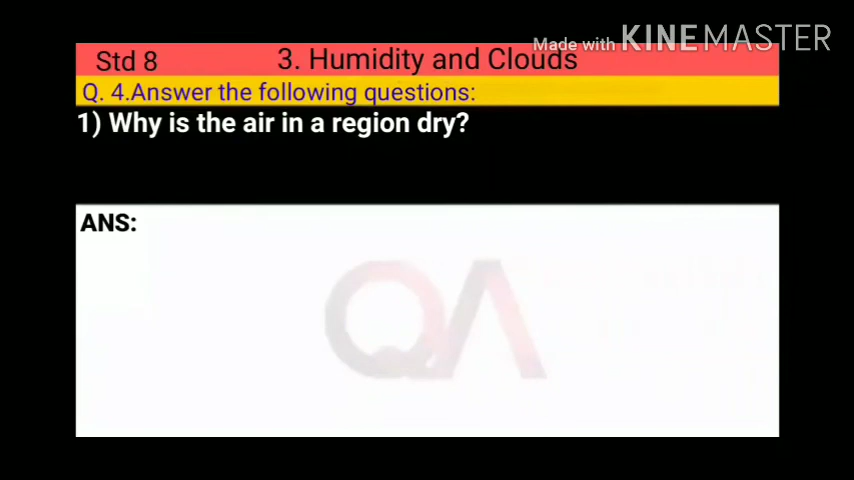 Made with KINEMASTER
Std 8 3. Humidity and Clouds
Q. 4.Answer the following questions:
1) Why is the air in a region dry?
ANS:
QA